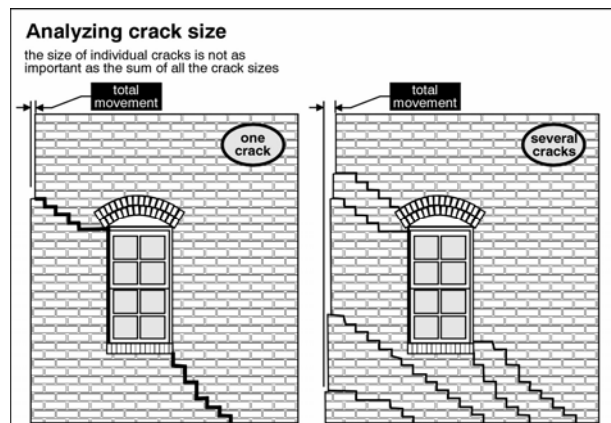 Analyzing crack size
the size of individual cracks is not as
important as the sum of all the crack sizes
total
movement
one
crack
total
movement
several
cracks